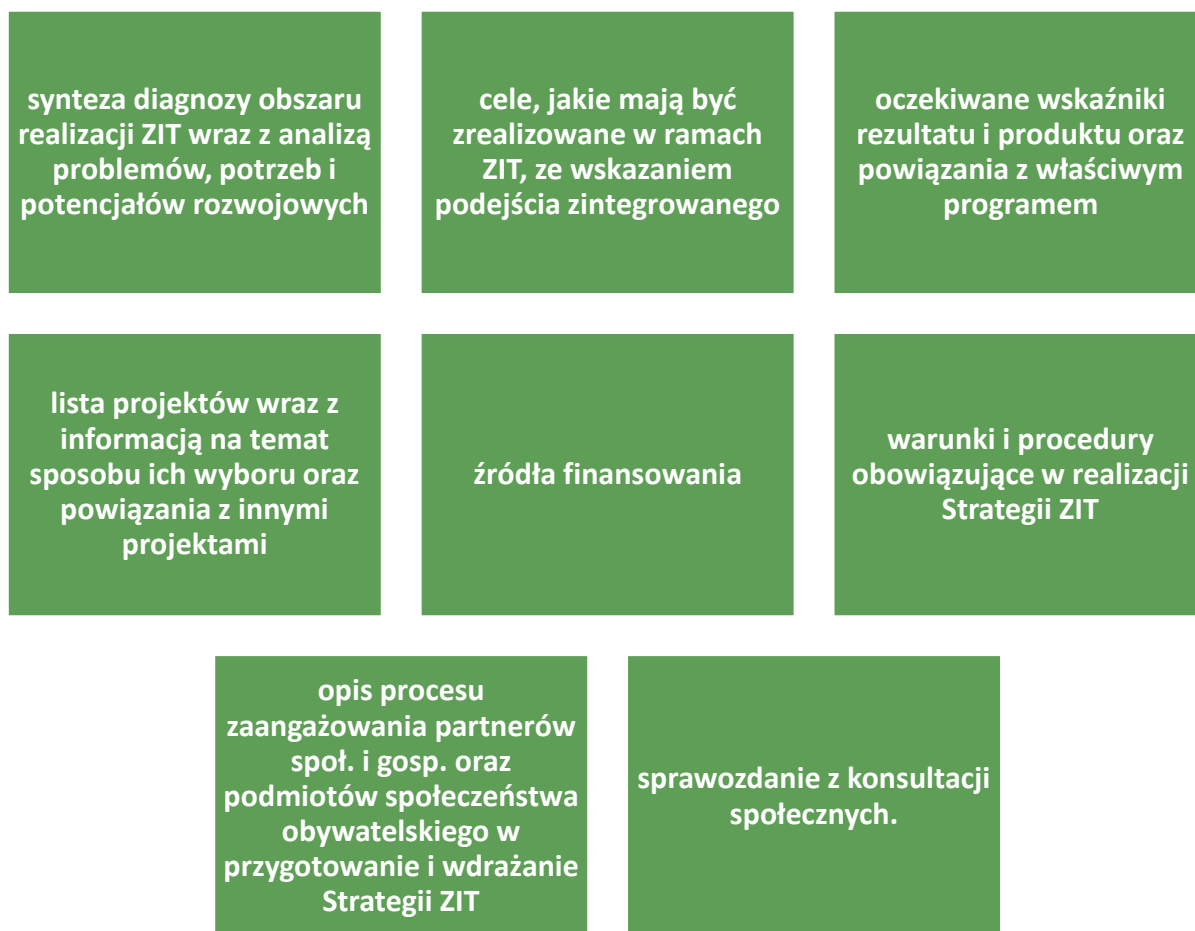 synteza diagnozy obszaru
realizacji ZIT wraz z analizą
problemów, potrzeb i
potencjałów rozwojowych
cele, jakie mają być
zrealizowane w ramach
ZIT, ze wskazaniem
podejścia zintegrowanego
oczekiwane wskaźniki
rezultatu i produktu oraz
powiązania z właściwym
programem
lista projektów wraz z
informacją na temat
sposobu ich wyboru oraz
powiązania z innymi
projektami
źródła finansowania
warunki i procedury
obowiązujące w realizacji
Strategii ZIT
opis procesu
zaangażowania partnerów
społ. i gosp. oraz
podmiotów społeczeństwa
obywatelskiego w
przygotowanie i wdrażanie
Strategii ZIT
sprawozdanie z konsultacji
społecznych.